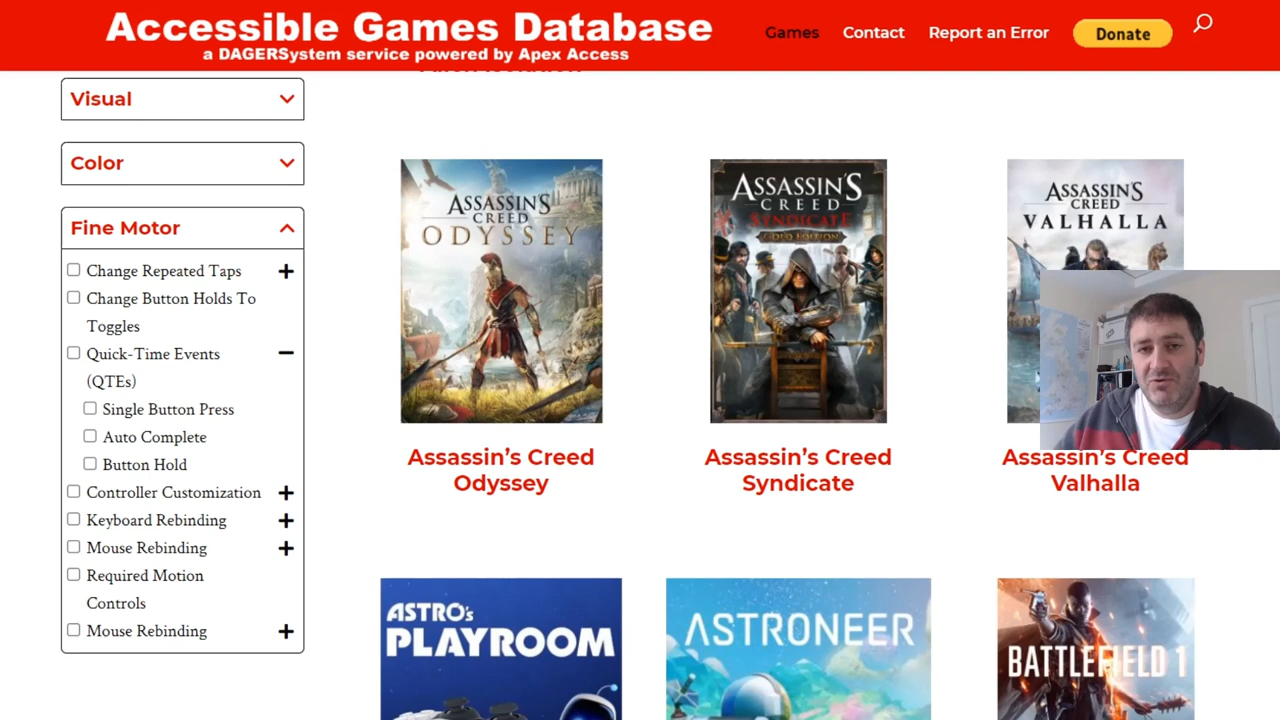 Accessible Games Database
a DAGERSystem service powered by Apex Access
Games
Contact
Report an Error
Donate
Visual
Color
Fine Motor
Change Repeated Taps
Change Button Holds To
Toggles
Quick-Time Events
(QTEs)
Single Button Press
Auto Complete
Button Hold
Controller Customization
Keyboard Rebinding
Mouse Rebinding
Required Motion
Controls
Mouse Rebinding
ASSASSIN'S
CREED
ODYSSEY
Assassin's Creed
Odyssey
ASSASSIN'S
CREED
SYNDICATE
GOLD EDITION
Assassin's Creed
Syndicate
ASSASSIN'S
CREED
VALHALLA
Assassin's Creed
Valhalla
ASTRO's
PLAYROOM
ASTRONEER
BATTLEFIELD 1